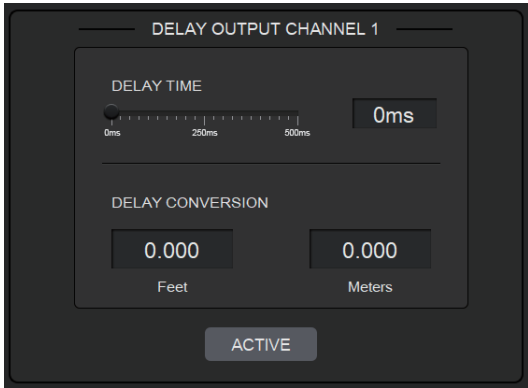 DELAY OUTPUT CHANNEL 1
DELAY TIME
0ms
0ms 250ms 500ms
DELAY CONVERSION
0.000 0.000
Feet Meters
ACTIVE